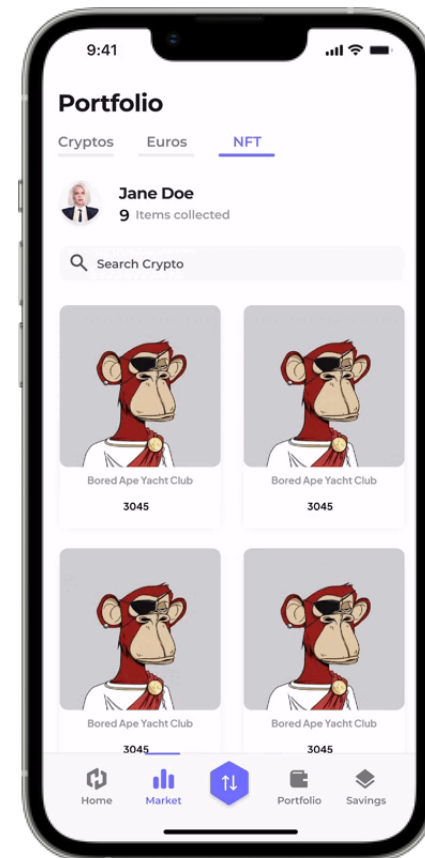 9:41
Portfolio
Cryptos Euros NFT
Jane Doe
9 Items collected
Search Crypto
Bored Ape Yacht Club Bored Ape Yacht Club
3045 3045
Bored Ape Yacht Club Bored Ape Yacht Club
3045 3045
Home Market Portfolio Savings